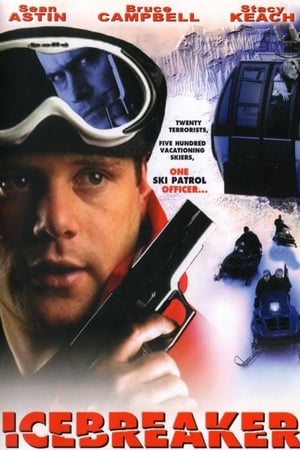 Sean Bruce Stacy
ASTIN CAMPBELL KEACH
TWENTY
TERRORISTS,
FIVE HUNDRED
VACATIONING
SKIERS,
ONE
SKI PATROL
OFFICER...
ICEBREAKER